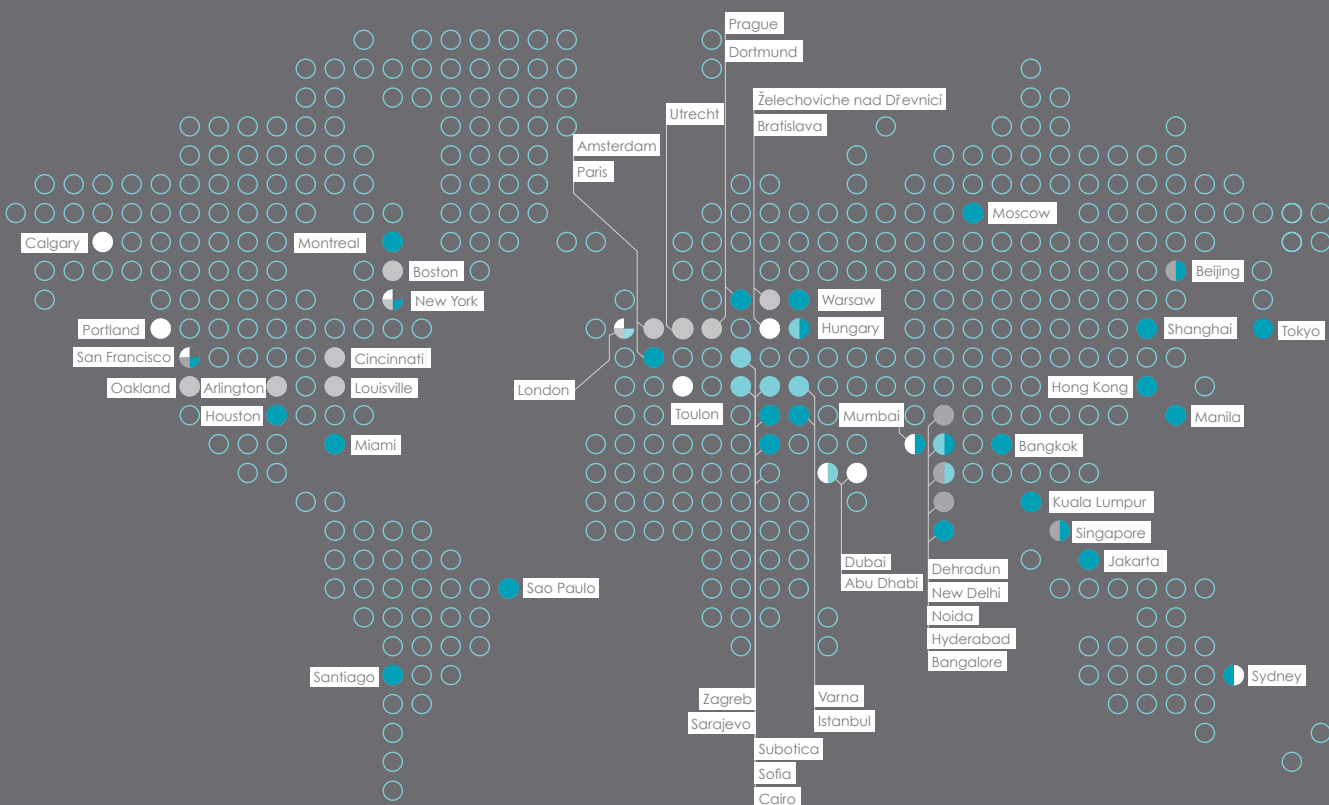 Prague
Dortmund
Želechoviche nad Dřevnicí
Bratislava
Utrecht
Amsterdam
Paris
Moscow
Calgary
Montreal
Boston
Beijing
New York
Warsaw
Portland
Hungary
Shanghai
Tokyo
San Francisco
Cincinnati
London
Oakland
Arlington
Louisville
Hong Kong
Houston
Toulon
Mumbai
Manila
Miami
Bangkok
Kuala Lumpur
Singapore
Dubai
Abu Dhabi
Jakarta
Dehradun
New Delhi
Noida
Hyderabad
Bangalore
Sao Paulo
Santiago
Sydney
Zagreb
Sarajevo
Varna
Istanbul
Subotica
Sofia
Cairo